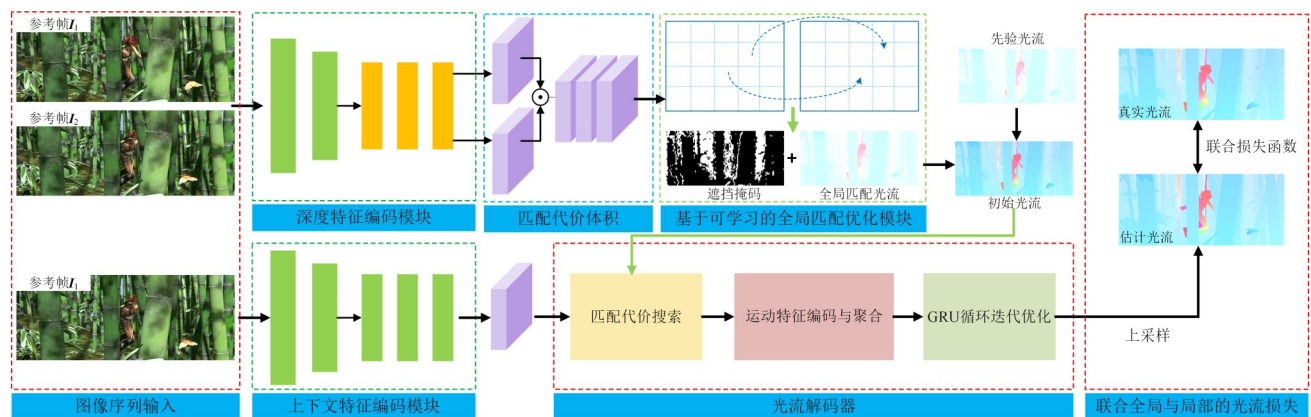 参考帧I1
参考帧I2
深度特征编码模块
匹配代价体积
+
遮挡掩码
全局匹配光流
基于可学习的全局匹配优化模块
先验光流
初始光流
真实光流
联合损失函数
估计光流
参考帧I1
图像序列输入
上下文特征编码模块
匹配代价搜索
运动特征编码与聚合
GRU循环迭代优化
光流解码器
上采样
联合全局与局部的光流损失